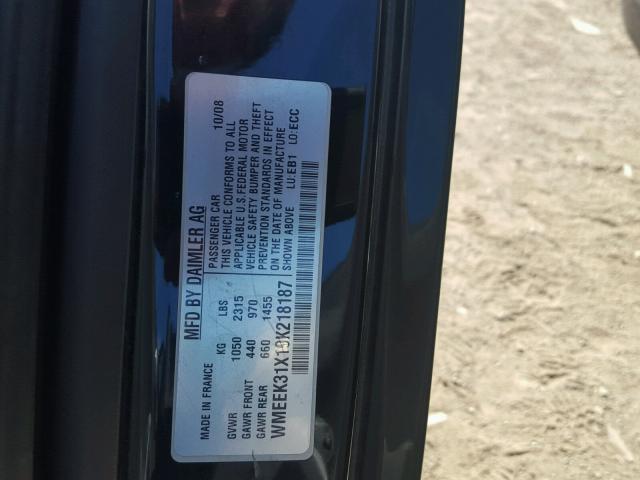 MADE IN FRANCE
MFD BY DAIMLER AG
10/08
KG LBS
GVWR 1050 2315
GAWR FRONT 440 970
GAWR REAR 660 1455
PASSENGER CAR
THIS VEHICLE CONFORMS TO ALL
APPLICABLE U.S.FEDERAL MOTOR
VEHICLE SAFETY BUMPER AND THEFT
PREVENTION STANDARDS IN EFFECT
ON THE DATE OF MANUFACTURE
SHOWN ABOVE
WMEEK31X19K218187
LU:EB1 LO:ECC